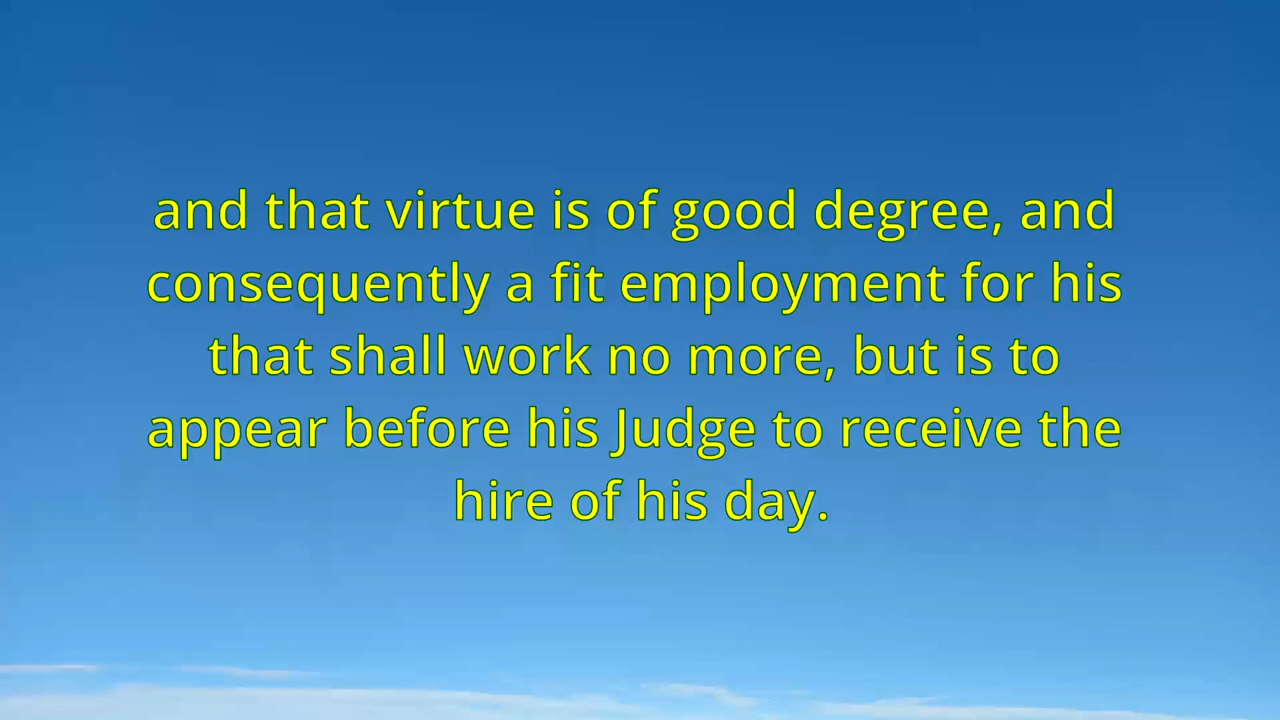 and that virtue is of good degree, and
consequently a fit employment for his
that shall work no more, but is to
appear before his Judge to receive the
hire of his day.